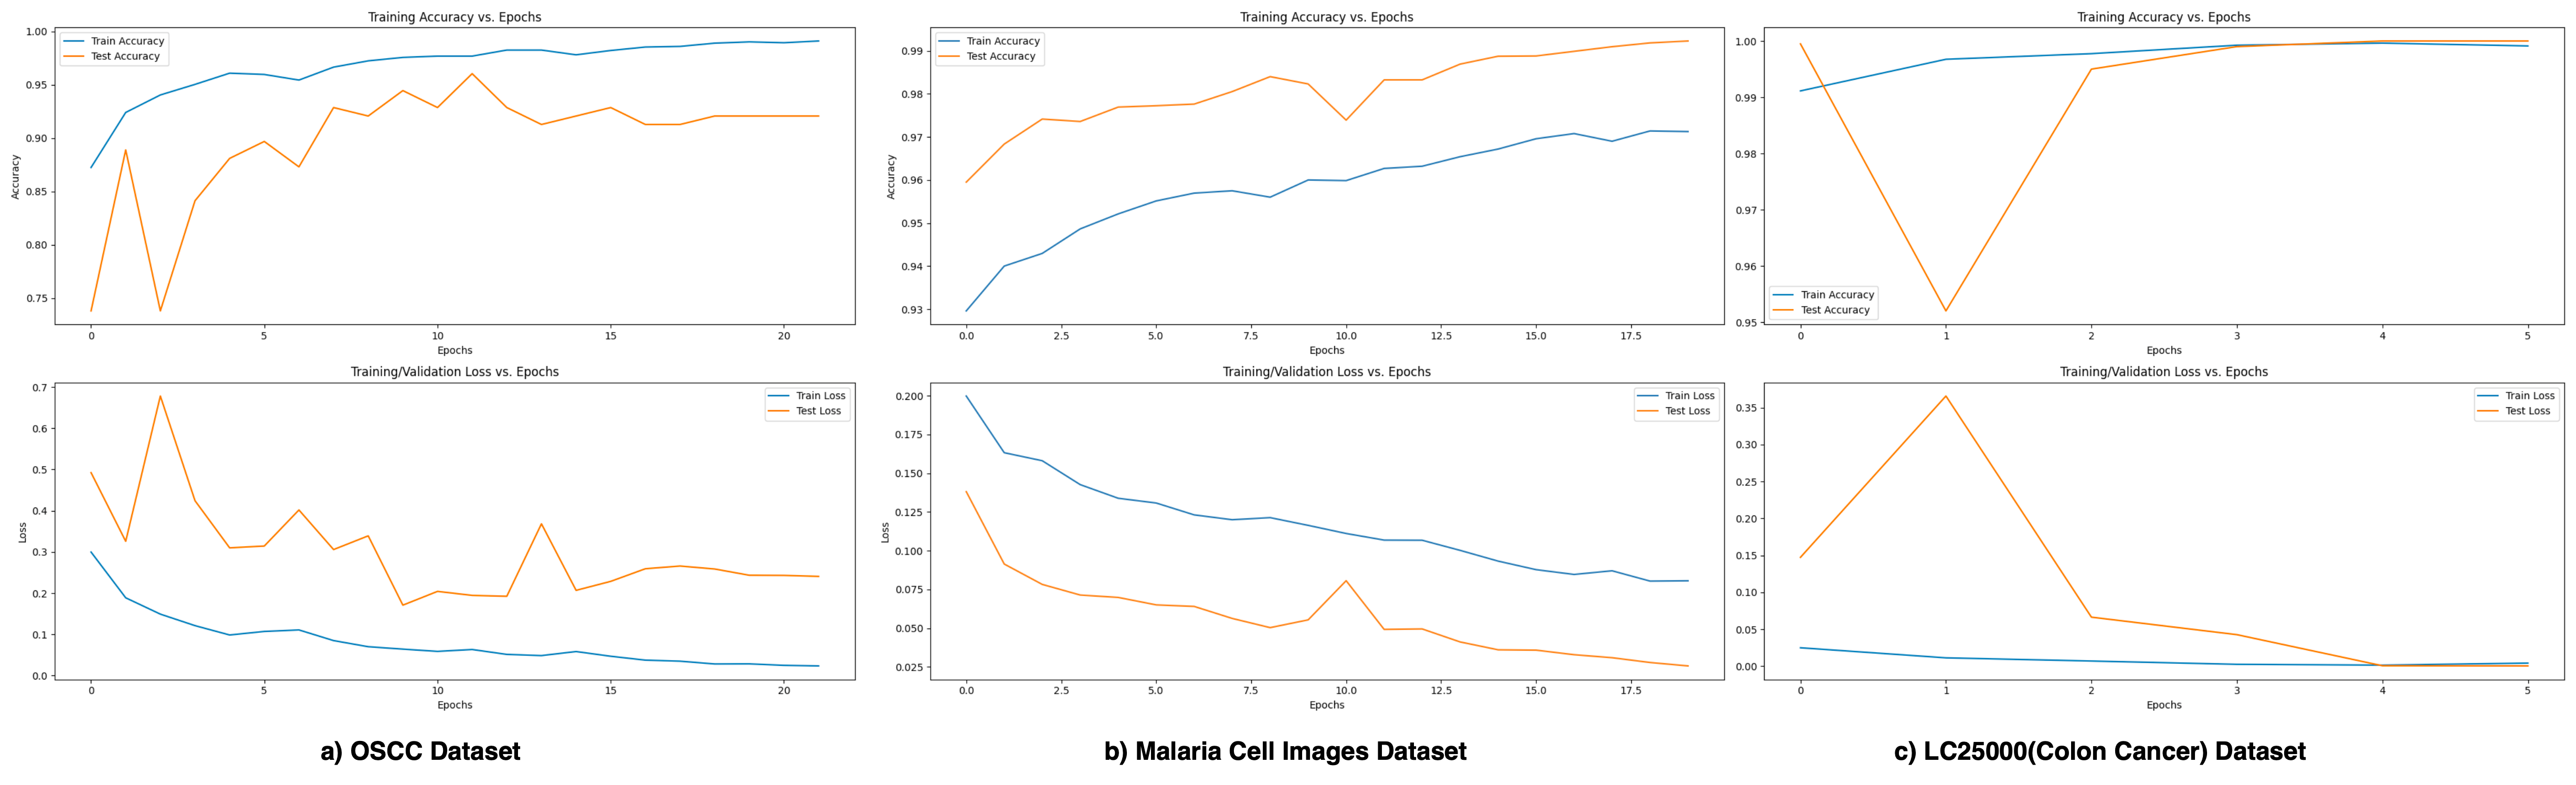 Training Accuracy vs. Epochs
Train Accuracy
Test Accuracy
1.00
0.95
0.90
0.85
0.80
0.75
Accuracy
0 5 10 15 20
Epochs
Training/Validation Loss vs. Epochs
Train Loss
Test Loss
0.7
0.6
0.5
0.4
0.3
0.2
0.1
0.0
Loss
0 5 10 15 20
Epochs
a) OSCC Dataset
Training Accuracy vs. Epochs
Train Accuracy
Test Accuracy
0.99
0.98
0.97
0.96
0.95
0.94
0.93
Accuracy
0.0 2.5 5.0 7.5 10.0 12.5 15.0 17.5
Epochs
Training/Validation Loss vs. Epochs
Train Loss
Test Loss
0.200
0.175
0.150
0.125
0.100
0.075
0.050
0.025
Loss
0.0 2.5 5.0 7.5 10.0 12.5 15.0 17.5
Epochs
b) Malaria Cell Images Dataset
Training Accuracy vs. Epochs
1.00
0.99
0.98
0.97
0.96
0.95
Train Accuracy
Test Accuracy
0 1 2 3 4 5
Epochs
Training/Validation Loss vs. Epochs
Train Loss
Test Loss
0.35
0.30
0.25
0.20
0.15
0.10
0.05
0.00
0 1 2 3 4 5
Epochs
c) LC25000(Colon Cancer) Dataset